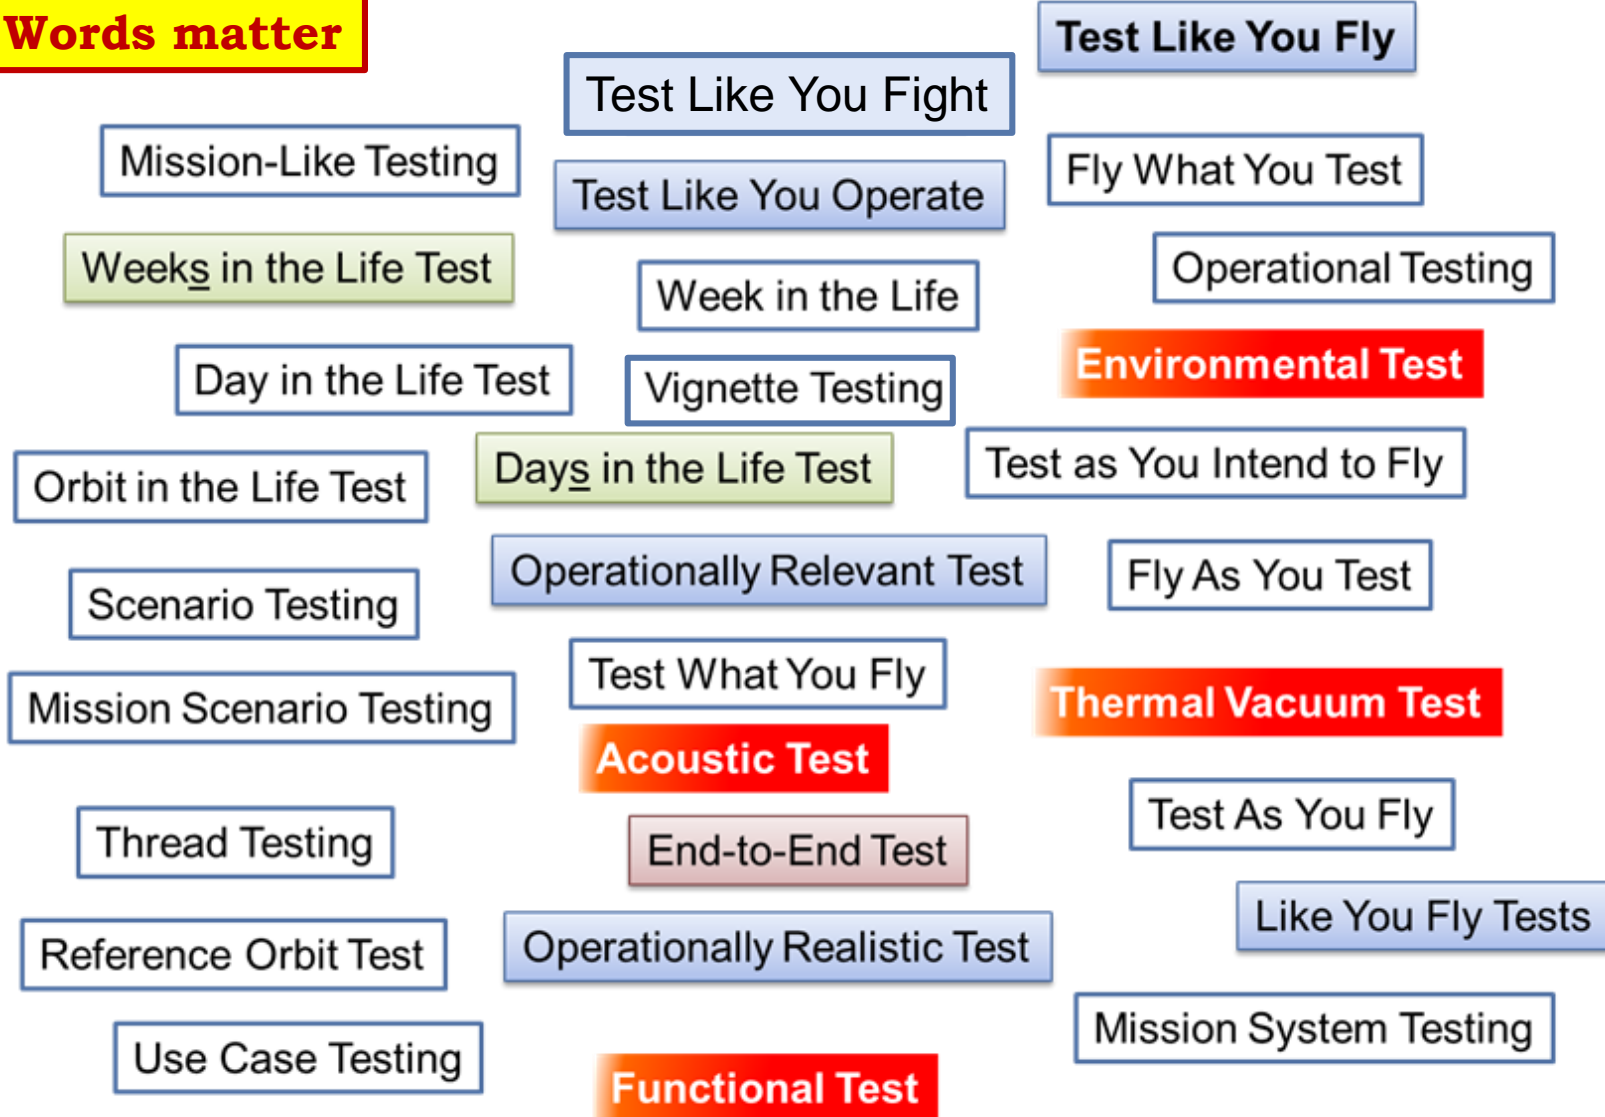 Words matter
Test Like You Fly
Test Like You Fight
Mission-Like Testing
Fly What You Test
Test Like You Operate
Weeks in the Life Test
Week in the Life
Operational Testing
Environmental Test
Day in the Life Test
Vignette Testing
Orbit in the Life Test
Days in the Life Test
Test as You Intend to Fly
Operationally Relevant Test
Fly As You Test
Scenario Testing
Test What You Fly
Mission Scenario Testing
Thermal Vacuum Test
Acoustic Test
Test As You Fly
Thread Testing
End-to-End Test
Like You Fly Tests
Reference Orbit Test
Operationally Realistic Test
Mission System Testing
Use Case Testing
Functional Test